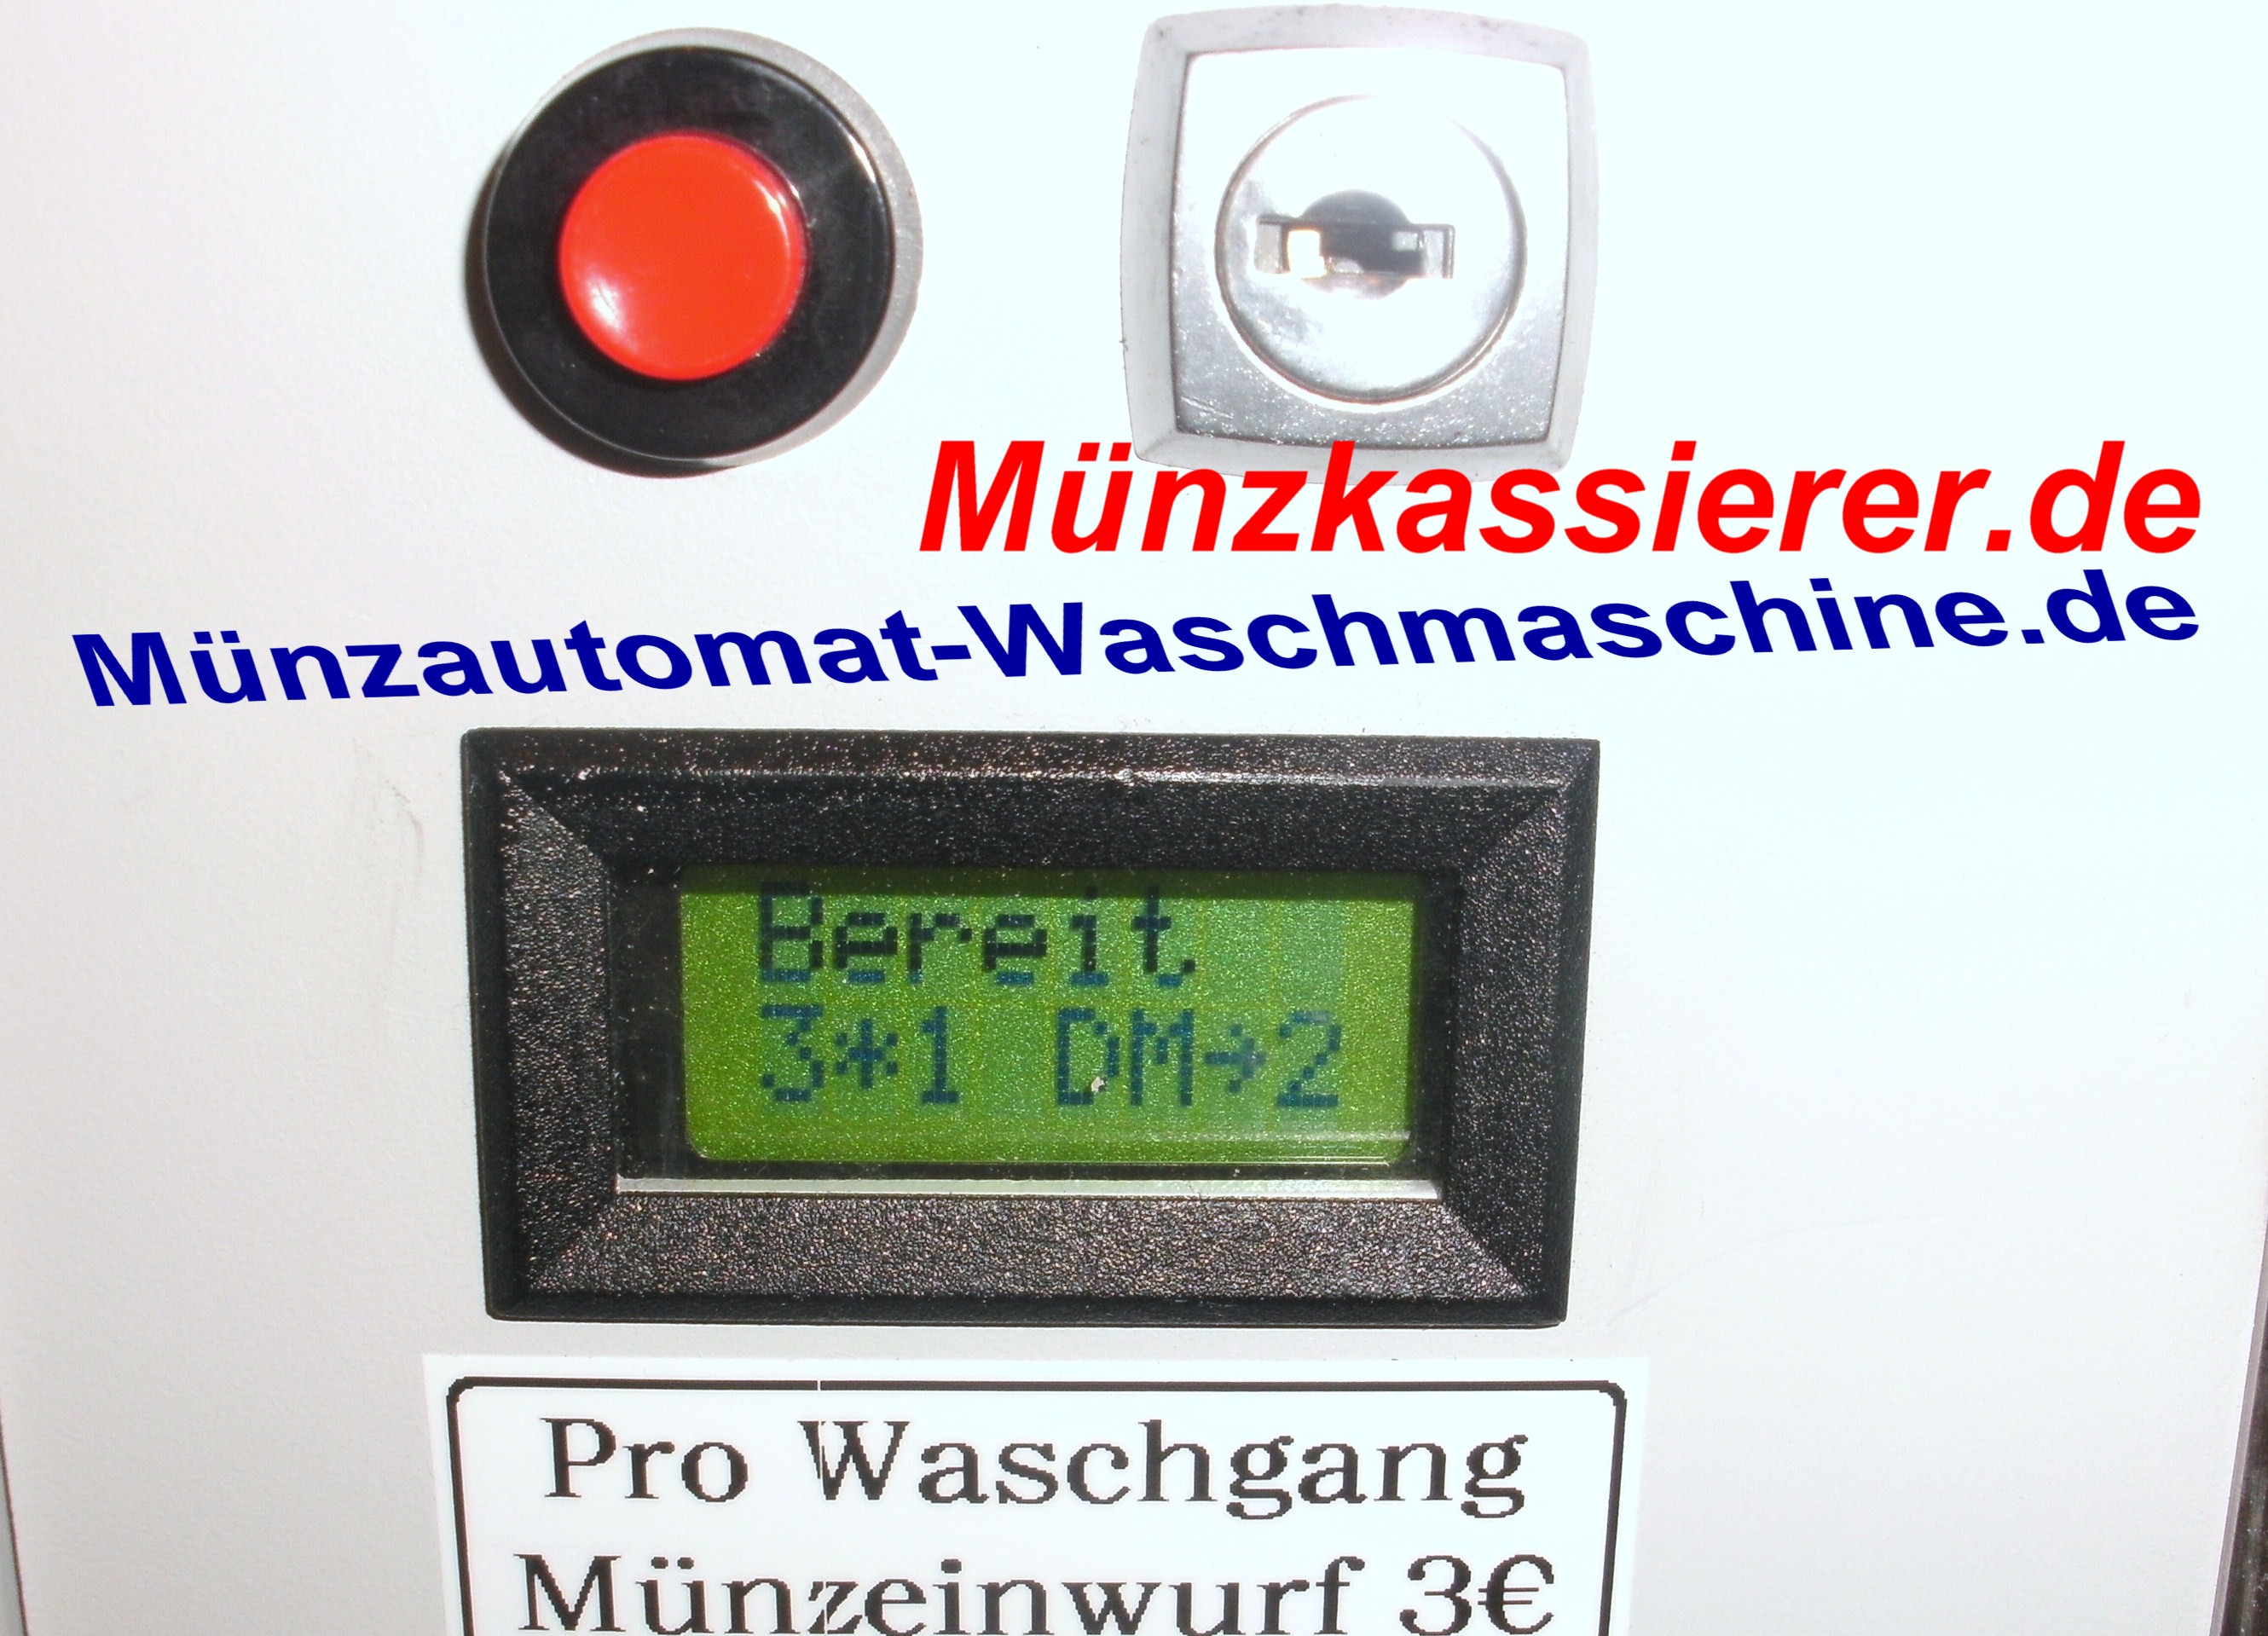 Münzkassierer.de
Münzautomat-Waschmaschine.de
Bereit
3*1 DM→2
Pro Waschgang
Münzeinwurf 3€